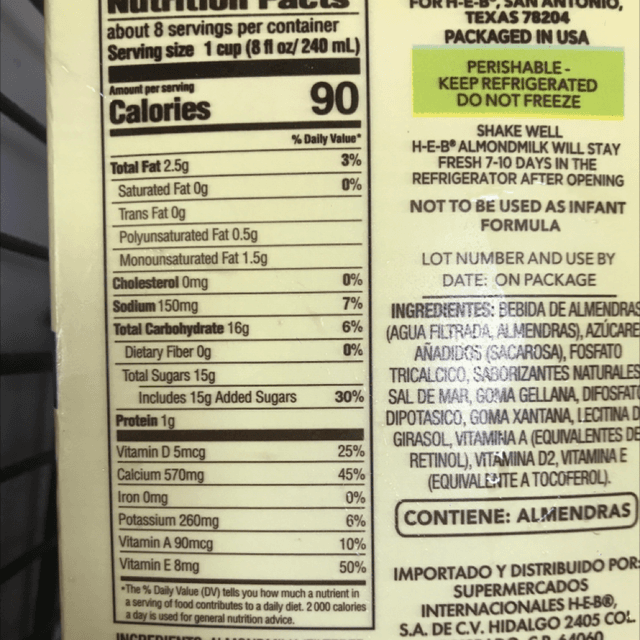 Nutrition Facts
about 8 servings per container
Serving size 1 cup (8 fl oz/ 240 mL)
Amount per serving
Calories 90
% Daily Value*
Total Fat 2.5g 3%
Saturated Fat 0g 0%
Trans Fat 0g
Polyunsaturated Fat 0.5g
Monounsaturated Fat 1.5g
Cholesterol 0mg 0%
Sodium 150mg 7%
Total Carbohydrate 16g 6%
Dietary Fiber 0g 0%
Total Sugars 15g
Includes 15g Added Sugars 30%
Protein 1g
Vitamin D 5mcg 25%
Calcium 570mg 45%
Iron 0mg 0%
Potassium 260mg 6%
Vitamin A 90mcg 10%
Vitamin E 8mg 50%
*The % Daily Value (DV) tells you how much a nutrient in
a serving of food contributes to a daily diet. 2 000 calories
a day is used for general nutrition advice.
FOR H-E-B®, SAN ANTONIO,
TEXAS 78204
PACKAGED IN USA
PERISHABLE -
KEEP REFRIGERATED
DO NOT FREEZE
SHAKE WELL
H-E-B® ALMONDMILK WILL STAY
FRESH 7-10 DAYS IN THE
REFRIGERATOR AFTER OPENING
NOT TO BE USED AS INFANT
FORMULA
LOT NUMBER AND USE BY
DATE: ON PACKAGE
INGREDIENTES: BEBIDA DE ALMENDRAS
(AGUA FILTRADA, ALMENDRAS), AZÚCARE
AÑADIDOS (SACAROSA), FOSFATO
TRICALCICO, SABORIZANTES NATURALES
SAL DE MAR, GOMA GELLANA, DIFOSFAT
DIPOTASICO, GOMA XANTANA, LECITINA D
GIRASOL, VITAMINA A (EQUIVALENTES DE
RETINOL), VITAMINA D2, VITAMINA E
(EQUIVALENTE A TOCOFEROL).
CONTIENE: ALMENDRAS
IMPORTADO Y DISTRIBUIDO POR:
SUPERMERCADOS
INTERNACIONALES H-E-B®,
S.A. DE C.V. HIDALGO 2405 COL.